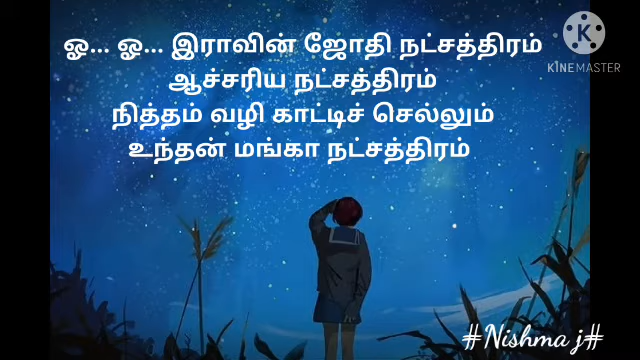 ஓ... ஓ... இராவின் ஜோதி நட்சத்திரம்
ஆச்சரிய நட்சத்திரம்
நித்தம் வழி காட்டிச் செல்லும்
உந்தன் மங்கா நட்சத்திரம்
KINEMASTER
#Nishma j#